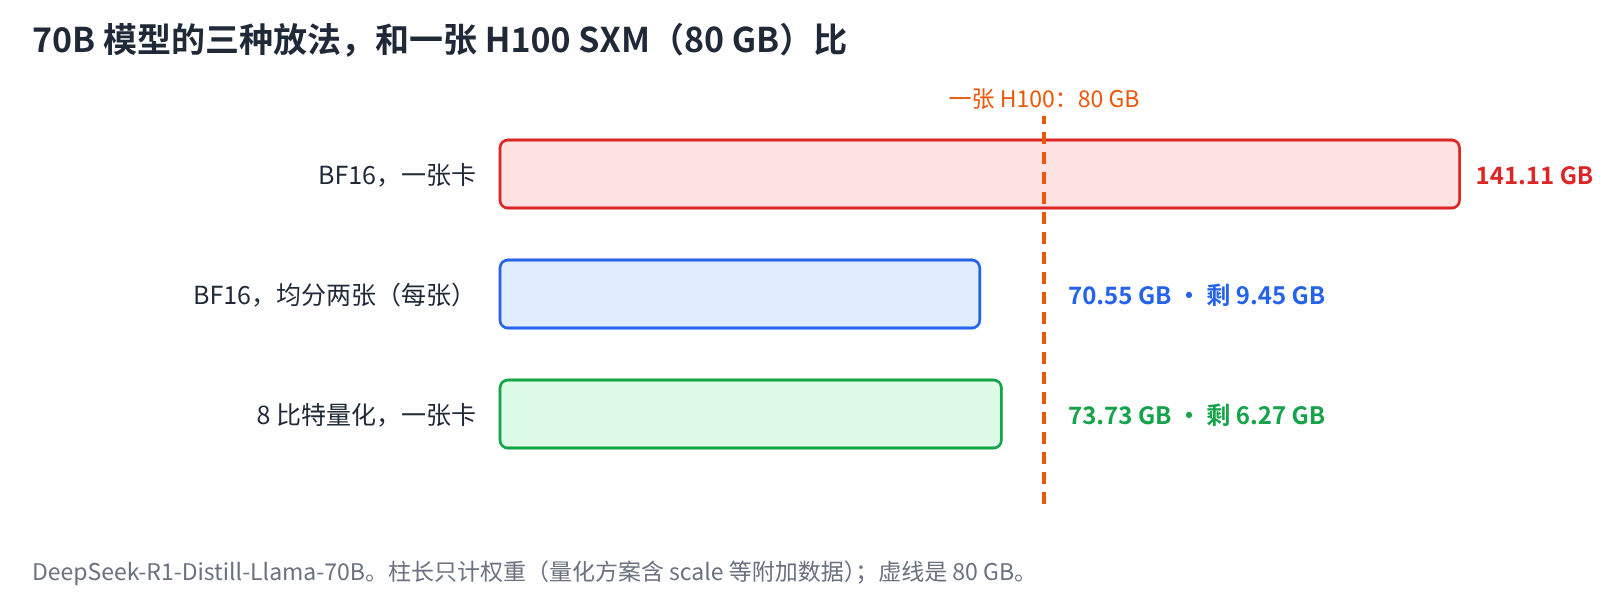 70B 模型的三种放法，和一张 H100 SXM（80 GB）比
一张 H100：80 GB
BF16，一张卡
141.11 GB
BF16，均分两张（每张）
70.55 GB · 剩 9.45 GB
8 比特量化，一张卡
73.73 GB · 剩 6.27 GB
DeepSeek-R1-Distill-Llama-70B。柱长只计权重（量化方案含 scale 等附加数据）；虚线是 80 GB。